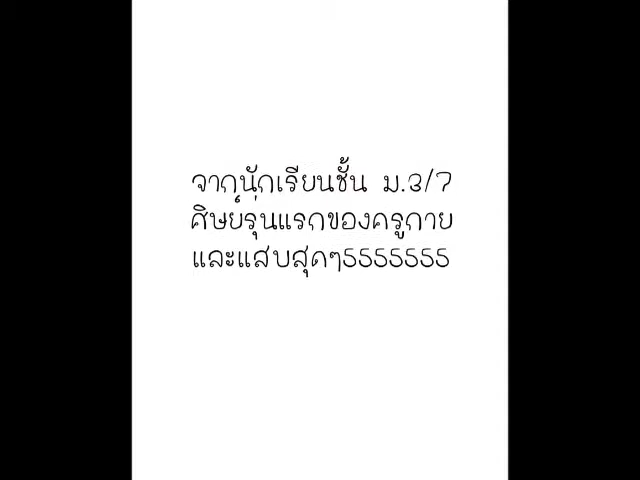 จากนักเรียนชั้น ม.3/7
ศิษย์รุ่นแรกของครูกาย
และแสบสุดๆ5555555